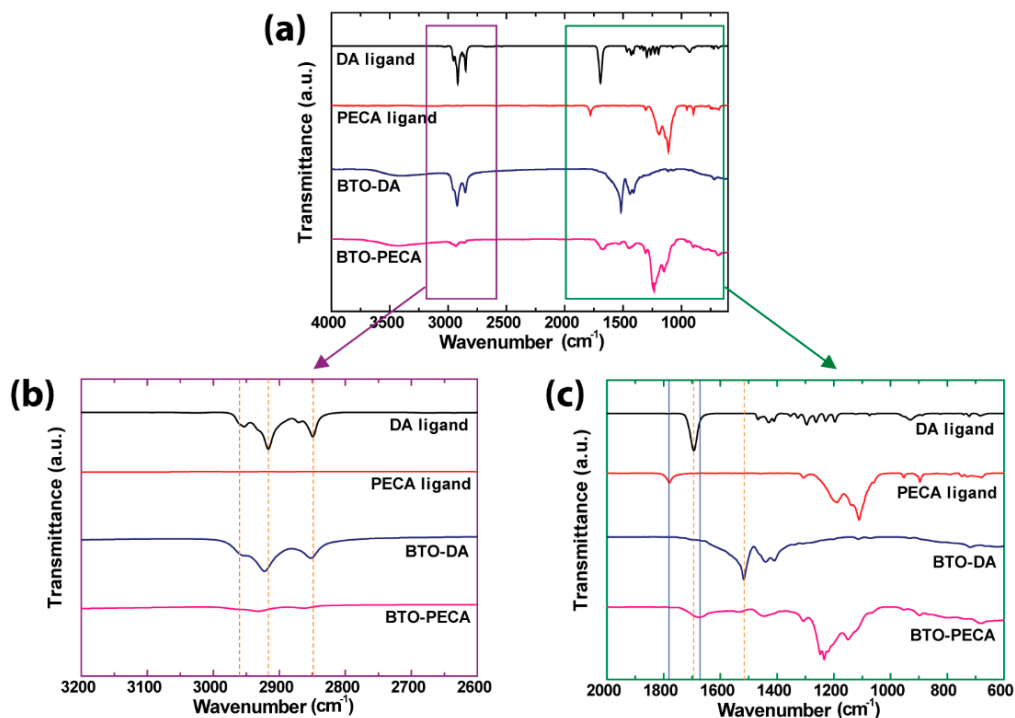 (a)
Transmittance (a.u.)
DA ligand
PECA ligand
BTO-DA
BTO-PECA
4000 3500 3000 2500 2000 1500 1000
Wavenumber (cm-1)
(b)
Transmittance (a.u.)
DA ligand
PECA ligand
BTO-DA
BTO-PECA
3200 3100 3000 2900 2800 2700 2600
Wavenumber (cm-1)
(c)
Transmittance (a.u.)
DA ligand
PECA ligand
BTO-DA
BTO-PECA
2000 1800 1600 1400 1200 1000 800 600
Wavenumber (cm-1)